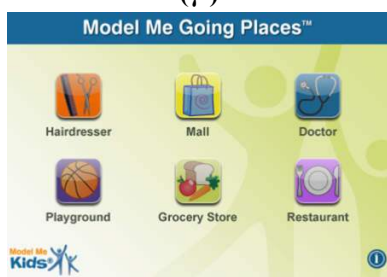 (γ)
Model Me Going Places™
Hairdresser Mall Doctor
Playground Grocery Store Restaurant
Model Me
Kids®